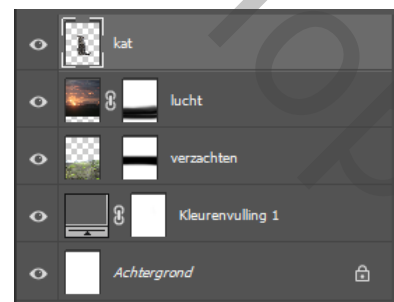 kat
lucht
verzachten
Kleurenvulling 1
Achtergrond